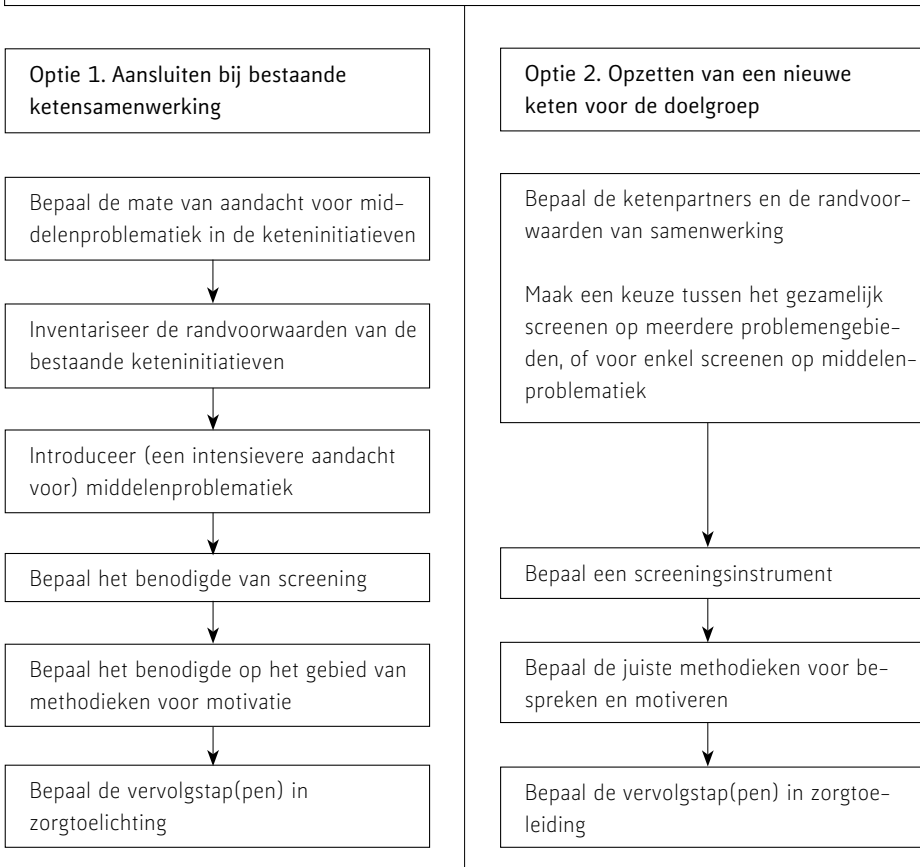 Optie 1. Aansluiten bij bestaande
ketensamenwerking
Bepaal de mate van aandacht voor mid-
delenproblematiek in de keteninitiatieven
Inventariseer de randvoorwaarden van de
bestaande keteninitiatieven
Introduceer (een intensievere aandacht
voor) middelenproblematiek
Bepaal het benodigde van screening
Bepaal het benodigde op het gebied van
methodieken voor motivatie
Bepaal de vervolgstap(pen) in
zorgtoelichting
Optie 2. Opzetten van een nieuwe
keten voor de doelgroep
Bepaal de ketenpartners en de randvoor-
waarden van samenwerking
Maak een keuze tussen het gezamelijk
screenen op meerdere problemengebie-
den, of voor enkel screenen op middelen-
problematiek
Bepaal een screeningsinstrument
Bepaal de juiste methodieken voor be-
spreken en motiveren
Bepaal de vervolgstap(pen) in zorgtoe-
leiding